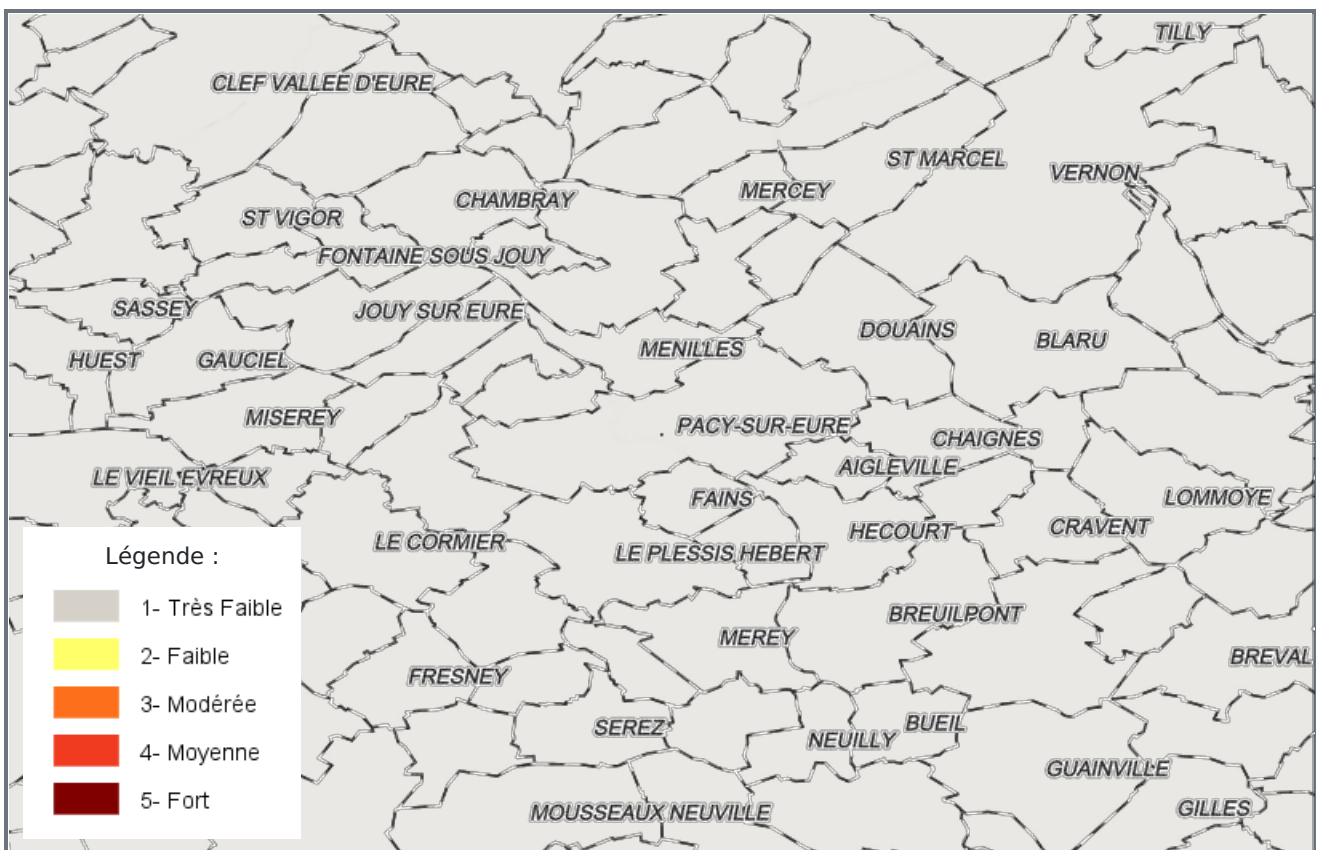 TILLY
CLEF VALLEE D'EURE
ST MARCEL
VERNON
MERCEY
CHAMBRAY
ST VIGOR
FONTAINE SOUS JOUY
SASSEY
JOUY SUR EURE
DOUAINS
BLARU
MENILLES
HUEST
GAUCIEL
MISEREY
PACY-SUR-EURE
CHAIGNES
AIGLEVILLE
LE VIEIL EVREUX
FAINS
LOMMOYE
HECOURT
CRAVENT
LE CORMIER
LE PLESSIS HEBERT
BREUILPONT
MEREY
BREVAL
FRESNEY
SEREZ
BUEIL
NEUILLY
GUAINVILLE
GILLES
MOUSSEAUX NEUVILLE
Légende :
1- Très Faible
2- Faible
3- Modérée
4- Moyenne
5- Fort